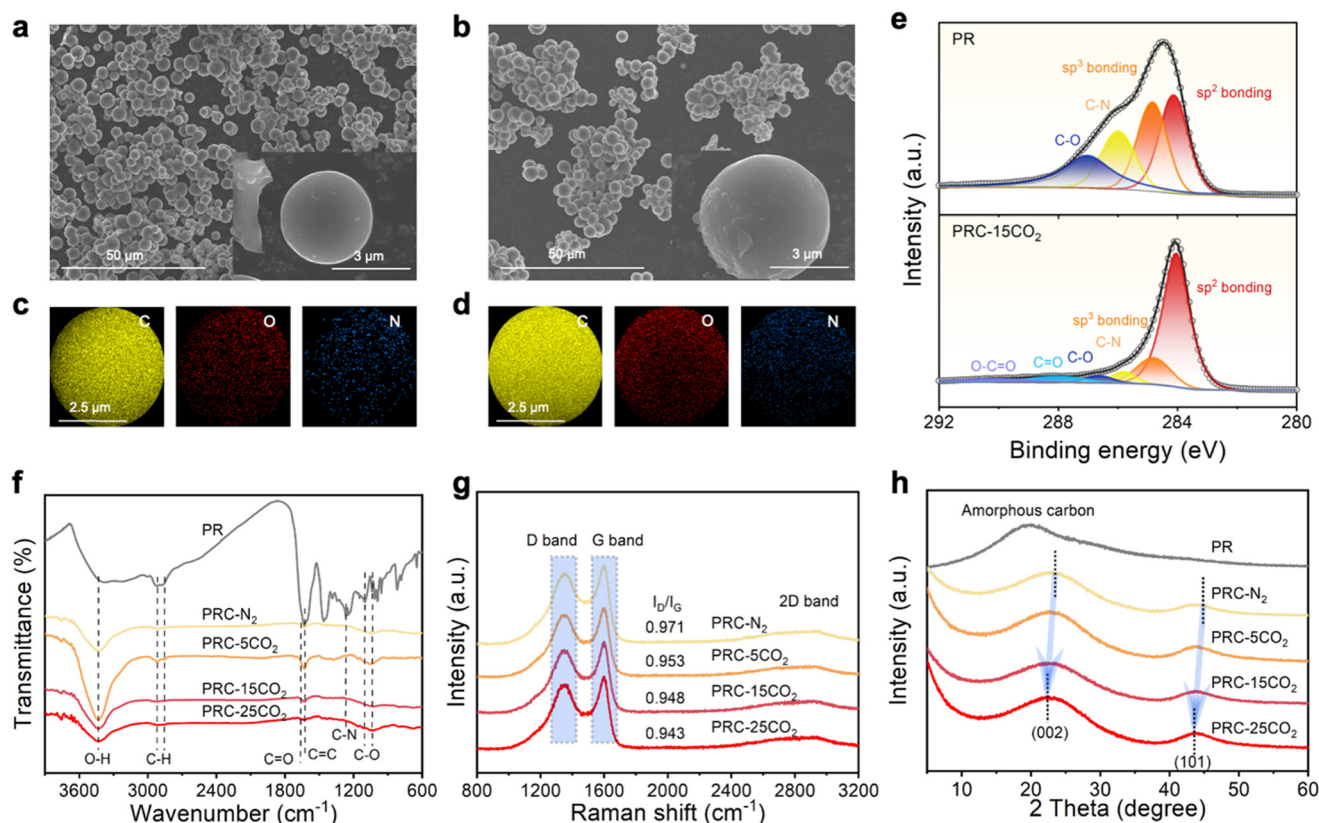 a
50 μm
3 μm
b
50 μm
3 μm
c
C
O
N
2.5 μm
d
C
O
N
2.5 μm
e
PR
sp³ bonding
sp² bonding
C-N
C-O
PRC-15CO₂
sp² bonding
sp³ bonding
C-N
C-O
C=O
O-C=O
Intensity (a.u.)
292 288 284 280
Binding energy (eV)
f
PR
PRC-N₂
PRC-5CO₂
PRC-15CO₂
PRC-25CO₂
O-H
C-H
C=O
C=C
C-N
C-O
Transmittance (%)
3600 3000 2400 1800 1200 600
Wavenumber (cm⁻¹)
g
D band
G band
2D band
I_D/I_G
0.971 PRC-N₂
0.953 PRC-5CO₂
0.948 PRC-15CO₂
0.943 PRC-25CO₂
Intensity (a.u.)
800 1200 1600 2000 2400 2800 3200
Raman shift (cm⁻¹)
h
Amorphous carbon
PR
PRC-N₂
PRC-5CO₂
PRC-15CO₂
PRC-25CO₂
(002)
(101)
Intensity (a.u.)
10 20 30 40 50 60
2 Theta (degree)